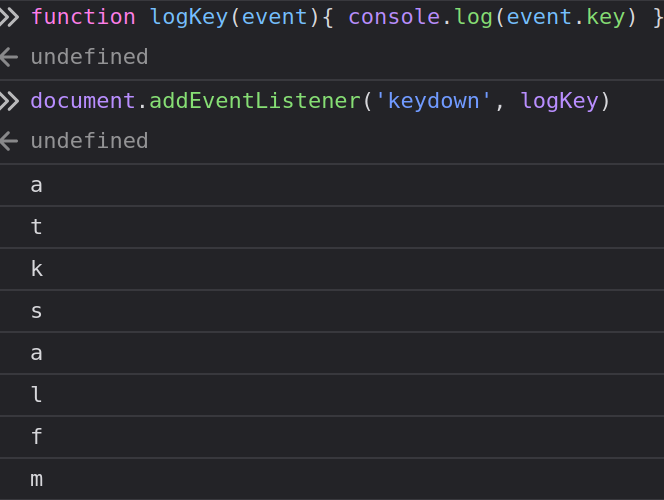 >> function logKey(event){ console.log(event.key) }
← undefined
>> document.addEventListener('keydown', logKey)
← undefined
a
t
k
s
a
l
f
m